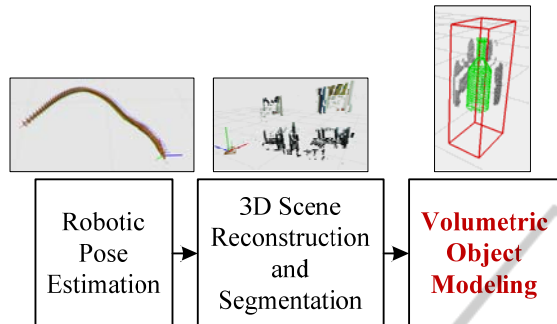 Robotic
Pose
Estimation
3D Scene
Reconstruction
and
Segmentation
Volumetric
Object
Modeling